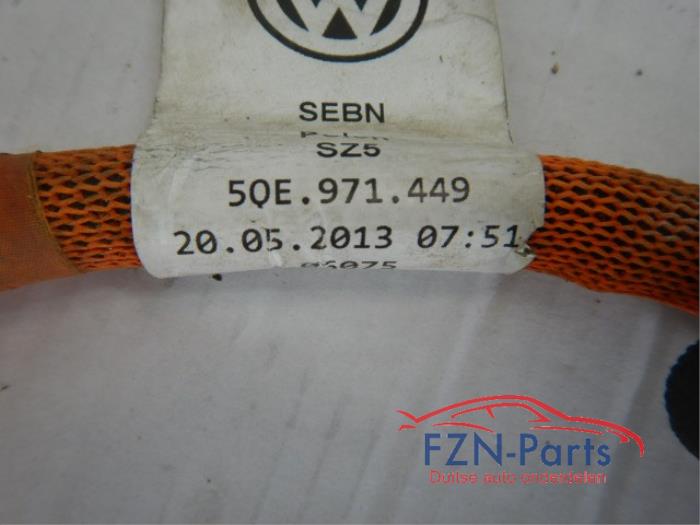 SEBN
SZ5
5QE.971.449
20.05.2013 07:51
FZN-Parts
Duitse auto onderdelen